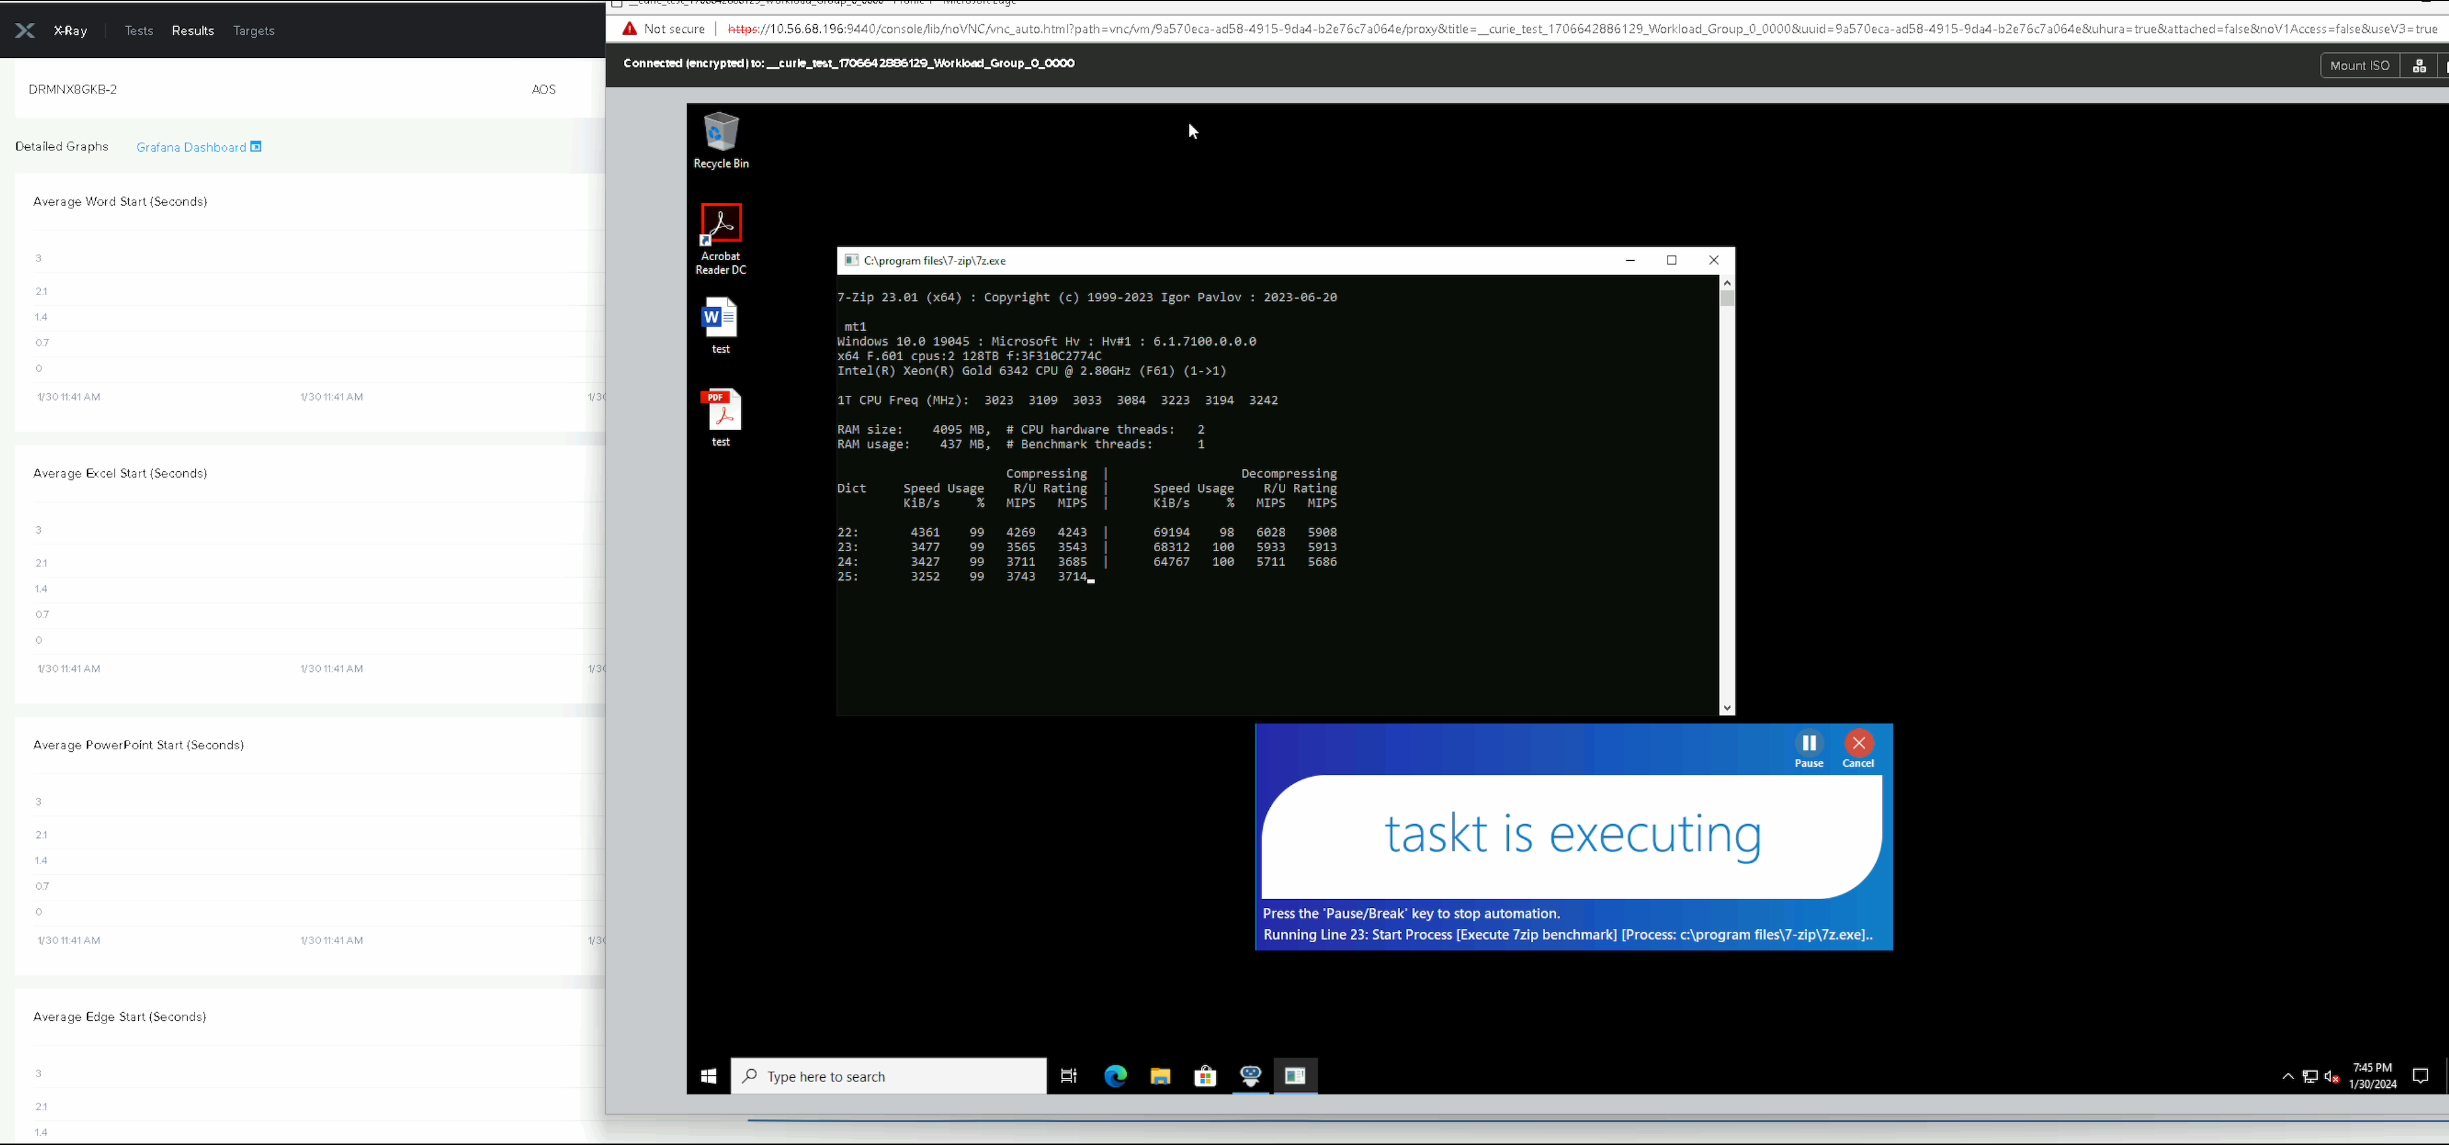 X-Ray Tests Results Targets
DRMNX8GKB-2 AOS
Detailed Graphs Grafana Dashboard
Average Word Start (Seconds)
3
2.1
1.4
0.7
0
1/30 11:41 AM 1/30 11:41 AM 1/30
Average Excel Start (Seconds)
3
2.1
1.4
0.7
0
1/30 11:41 AM 1/30 11:41 AM 1/30
Average PowerPoint Start (Seconds)
3
2.1
1.4
0.7
0
1/30 11:41 AM 1/30 11:41 AM 1/30
Average Edge Start (Seconds)
3
2.1
1.4
Not secure https://10.56.68.196:9440/console/lib/noVNC/vnc_auto.html?path=vnc/vm/9a570eca-ad58-4915-9da4-b2e76c7a064e/proxy&title=__curie_test_1706642886129_Workload_Group_0_0000&uuid=9a570eca-ad58-4915-9da4-b2e76c7a064e&uhura=true&attached=false&noV1Access=false&useV3=true
Connected (encrypted) to: __curie_test_1706642886129_Workload_Group_0_0000
Mount ISO
Recycle Bin
Acrobat
Reader DC
test
PDF
test
C:\program files\7-zip\7z.exe
7-Zip 23.01 (x64) : Copyright (c) 1999-2023 Igor Pavlov : 2023-06-20
mt1
Windows 10.0 19045 : Microsoft Hv : Hv#1 : 6.1.7100.0.0.0
x64 F.601 cpus:2 128TB f:3F310C2774C
Intel(R) Xeon(R) Gold 6342 CPU @ 2.80GHz (F61) (1->1)
1T CPU Freq (MHz): 3023 3109 3033 3084 3223 3194 3242
RAM size: 4095 MB, # CPU hardware threads: 2
RAM usage: 437 MB, # Benchmark threads: 1
Compressing | Decompressing
Dict Speed Usage R/U Rating | Speed Usage R/U Rating
KiB/s % MIPS MIPS | KiB/s % MIPS MIPS
22: 4361 99 4269 4243 | 69194 98 6028 5908
23: 3477 99 3565 3543 | 68312 100 5933 5913
24: 3427 99 3711 3685 | 64767 100 5711 5686
25: 3252 99 3743 3714_
Pause Cancel
taskt is executing
Press the 'Pause/Break' key to stop automation.
Running Line 23: Start Process [Execute 7zip benchmark] [Process: c:\program files\7-zip\7z.exe]..
Type here to search
7:45 PM
1/30/2024